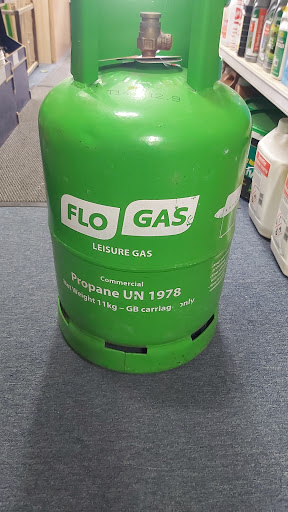 FLO GAS
LEISURE GAS
Commercial
Propane UN 1978
Net Weight 11kg – GB carriage only